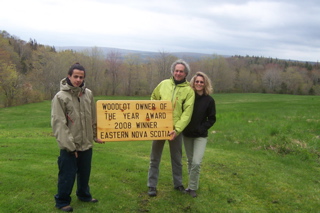 WOODLOT OWNER OF
THE YEAR AWARD
2008 WINNER
EASTERN NOVA SCOTIA